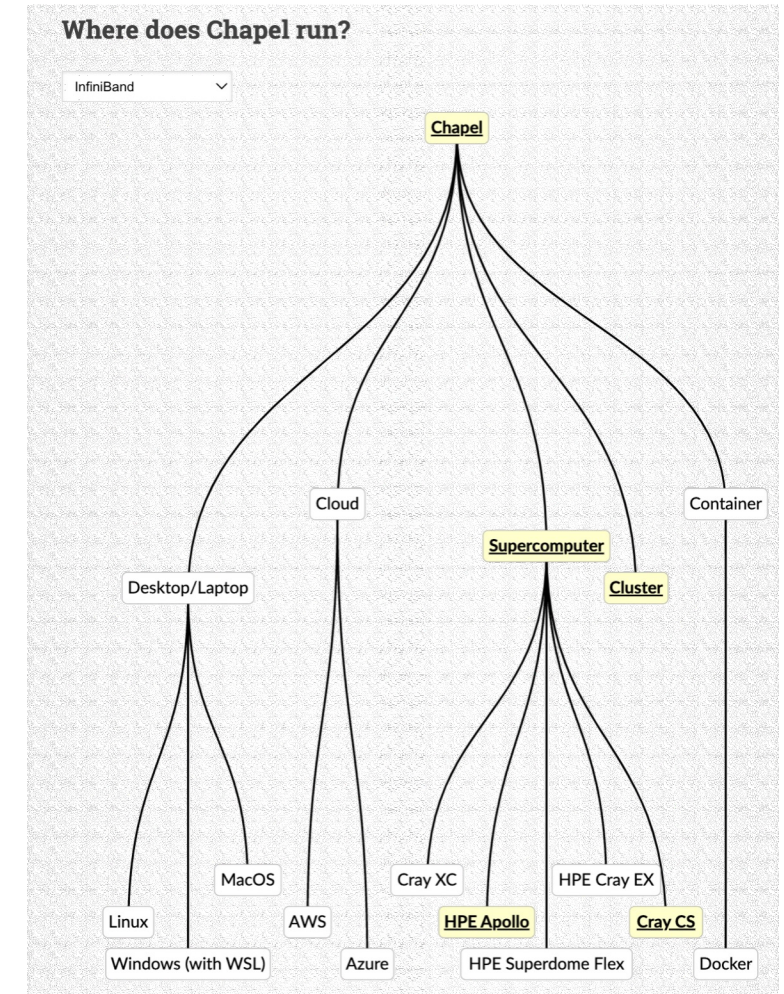 Where does Chapel run?
InfiniBand
Chapel
Cloud
Container
Supercomputer
Desktop/Laptop
Cluster
MacOS
Cray XC
HPE Cray EX
Linux
AWS
HPE Apollo
Cray CS
Windows (with WSL)
Azure
HPE Superdome Flex
Docker